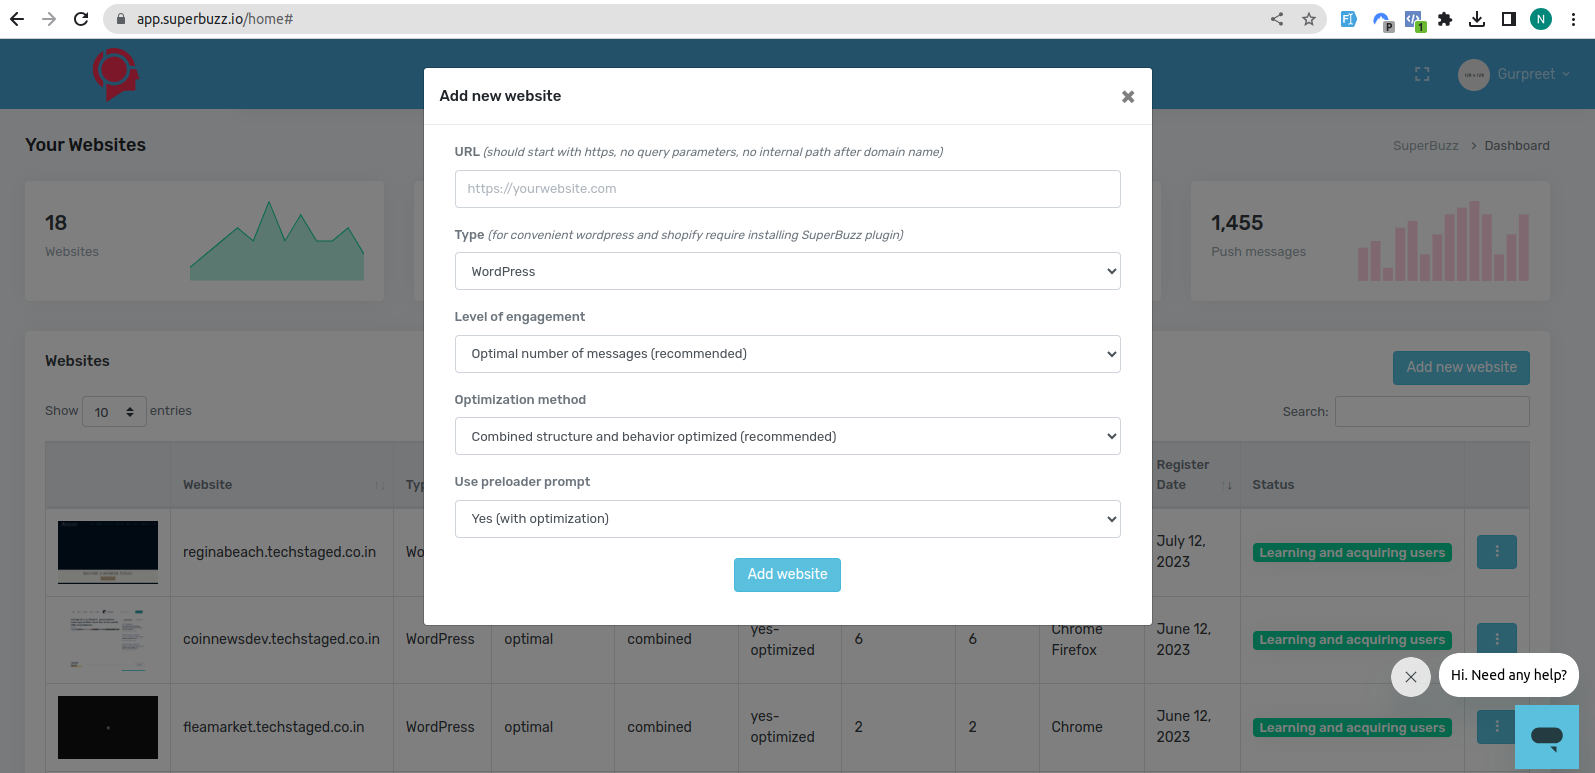 app.superbuzz.io/home#
P
1
N
Gurpreet
Add new website
Your Websites
SuperBuzz > Dashboard
URL (should start with https, no query parameters, no internal path after domain name)
https://yourwebsite.com
18
Websites
1,455
Push messages
Type (for convenient wordpress and shopify require installing SuperBuzz plugin)
WordPress
Level of engagement
Optimal number of messages (recommended)
Websites
Add new website
Optimization method
Show 10 entries
Search:
Combined structure and behavior optimized (recommended)
Website
Typ
Register
Date
Status
Use preloader prompt
Yes (with optimization)
reginabeach.techstaged.co.in
Wo
July 12,
2023
Learning and acquiring users
Add website
coinnewsdev.techstaged.co.in
WordPress
optimal
combined
yes-
optimized
6
6
Chrome
Firefox
June 12,
2023
Learning and acquiring users
Hi. Need any help?
fleamarket.techstaged.co.in
WordPress
optimal
combined
yes-
optimized
2
2
Chrome
June 12,
2023
Learning and acquiring users